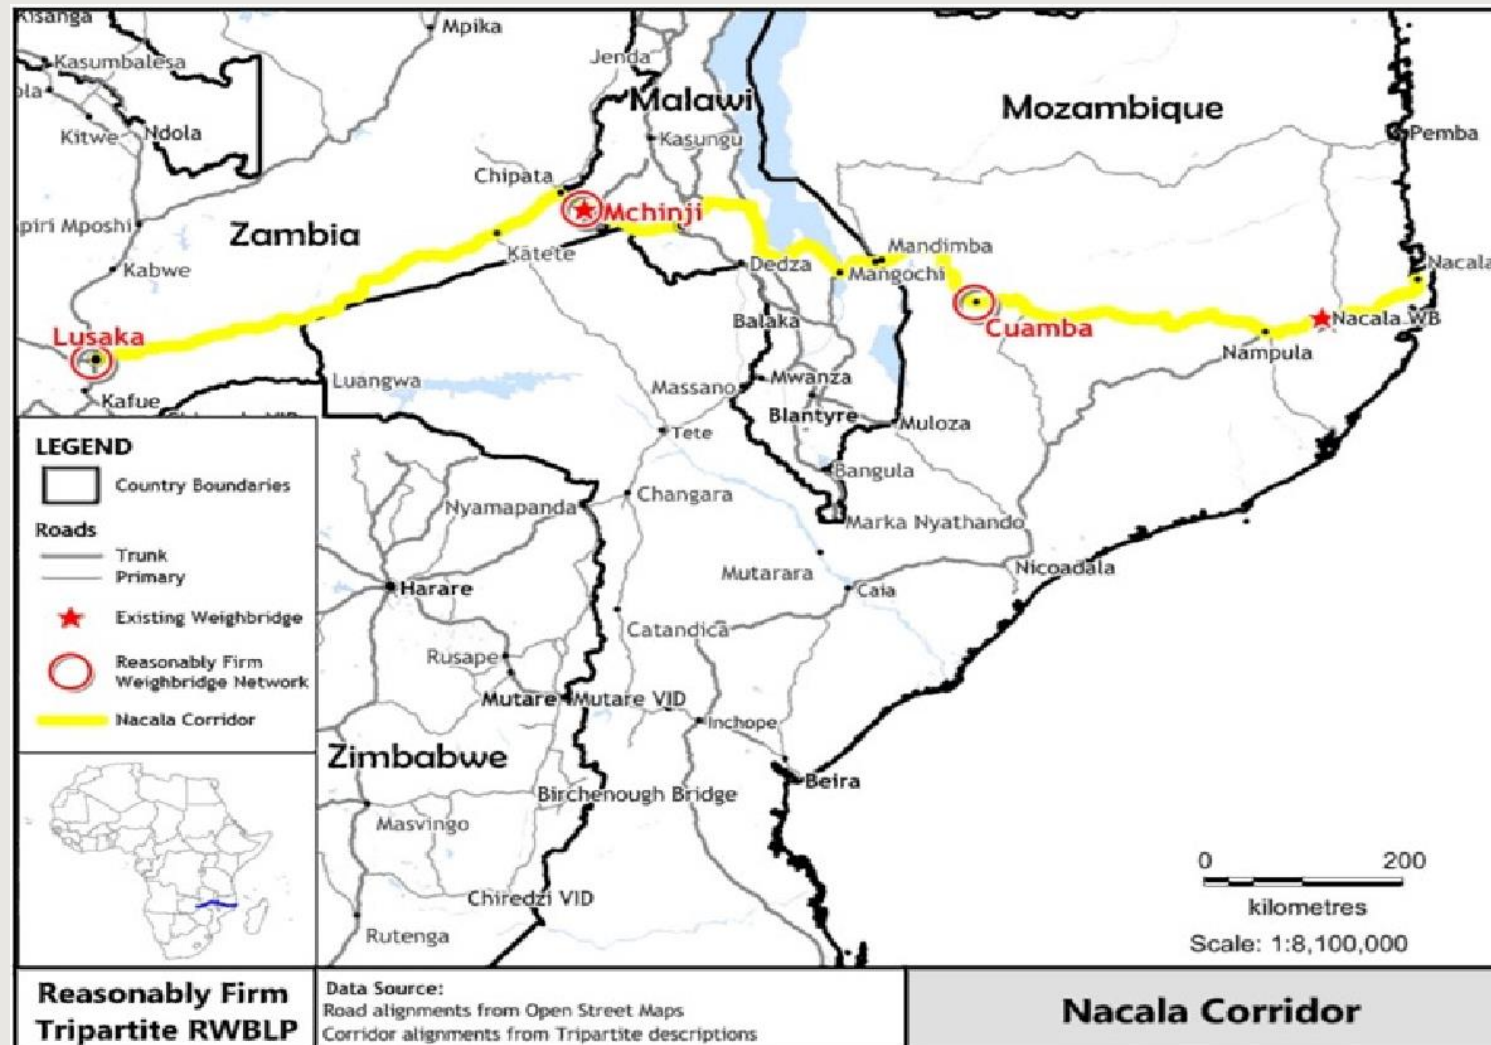 Kisanga
Mpika
Jenda
Kasumbalesa
Malawi
Mozambique
Kitwe
Ndola
Kasungu
Pemba
Chipata
Mchinji
piri Mposhi
Zambia
Katete
Mandimba
Kabwe
Dedza
Mangochi
Nacala
Lusaka
Balaka
Cuamba
Nacala WB
Nampula
Luangwa
Massano
Mwanza
Kafue
Blantyre
Muloza
Tete
LEGEND
Country Boundaries
Bangula
Nyamapanda
Changara
Marka Nyathando
Roads
Trunk
Primary
Mutarara
Nicoadala
Harare
Caia
Existing Weighbridge
Catandica
Reasonably Firm
Weighbridge Network
Rusape
Mutare
Mutare VID
Nacala Corridor
Inchope
Zimbabwe
Beira
Birchenough Bridge
Masvingo
0 200
kilometres
Scale: 1:8,100,000
Chiredzi VID
Rutenga
Reasonably Firm
Tripartite RWBLP
Data Source:
Road alignments from Open Street Maps
Corridor alignments from Tripartite descriptions
Nacala Corridor